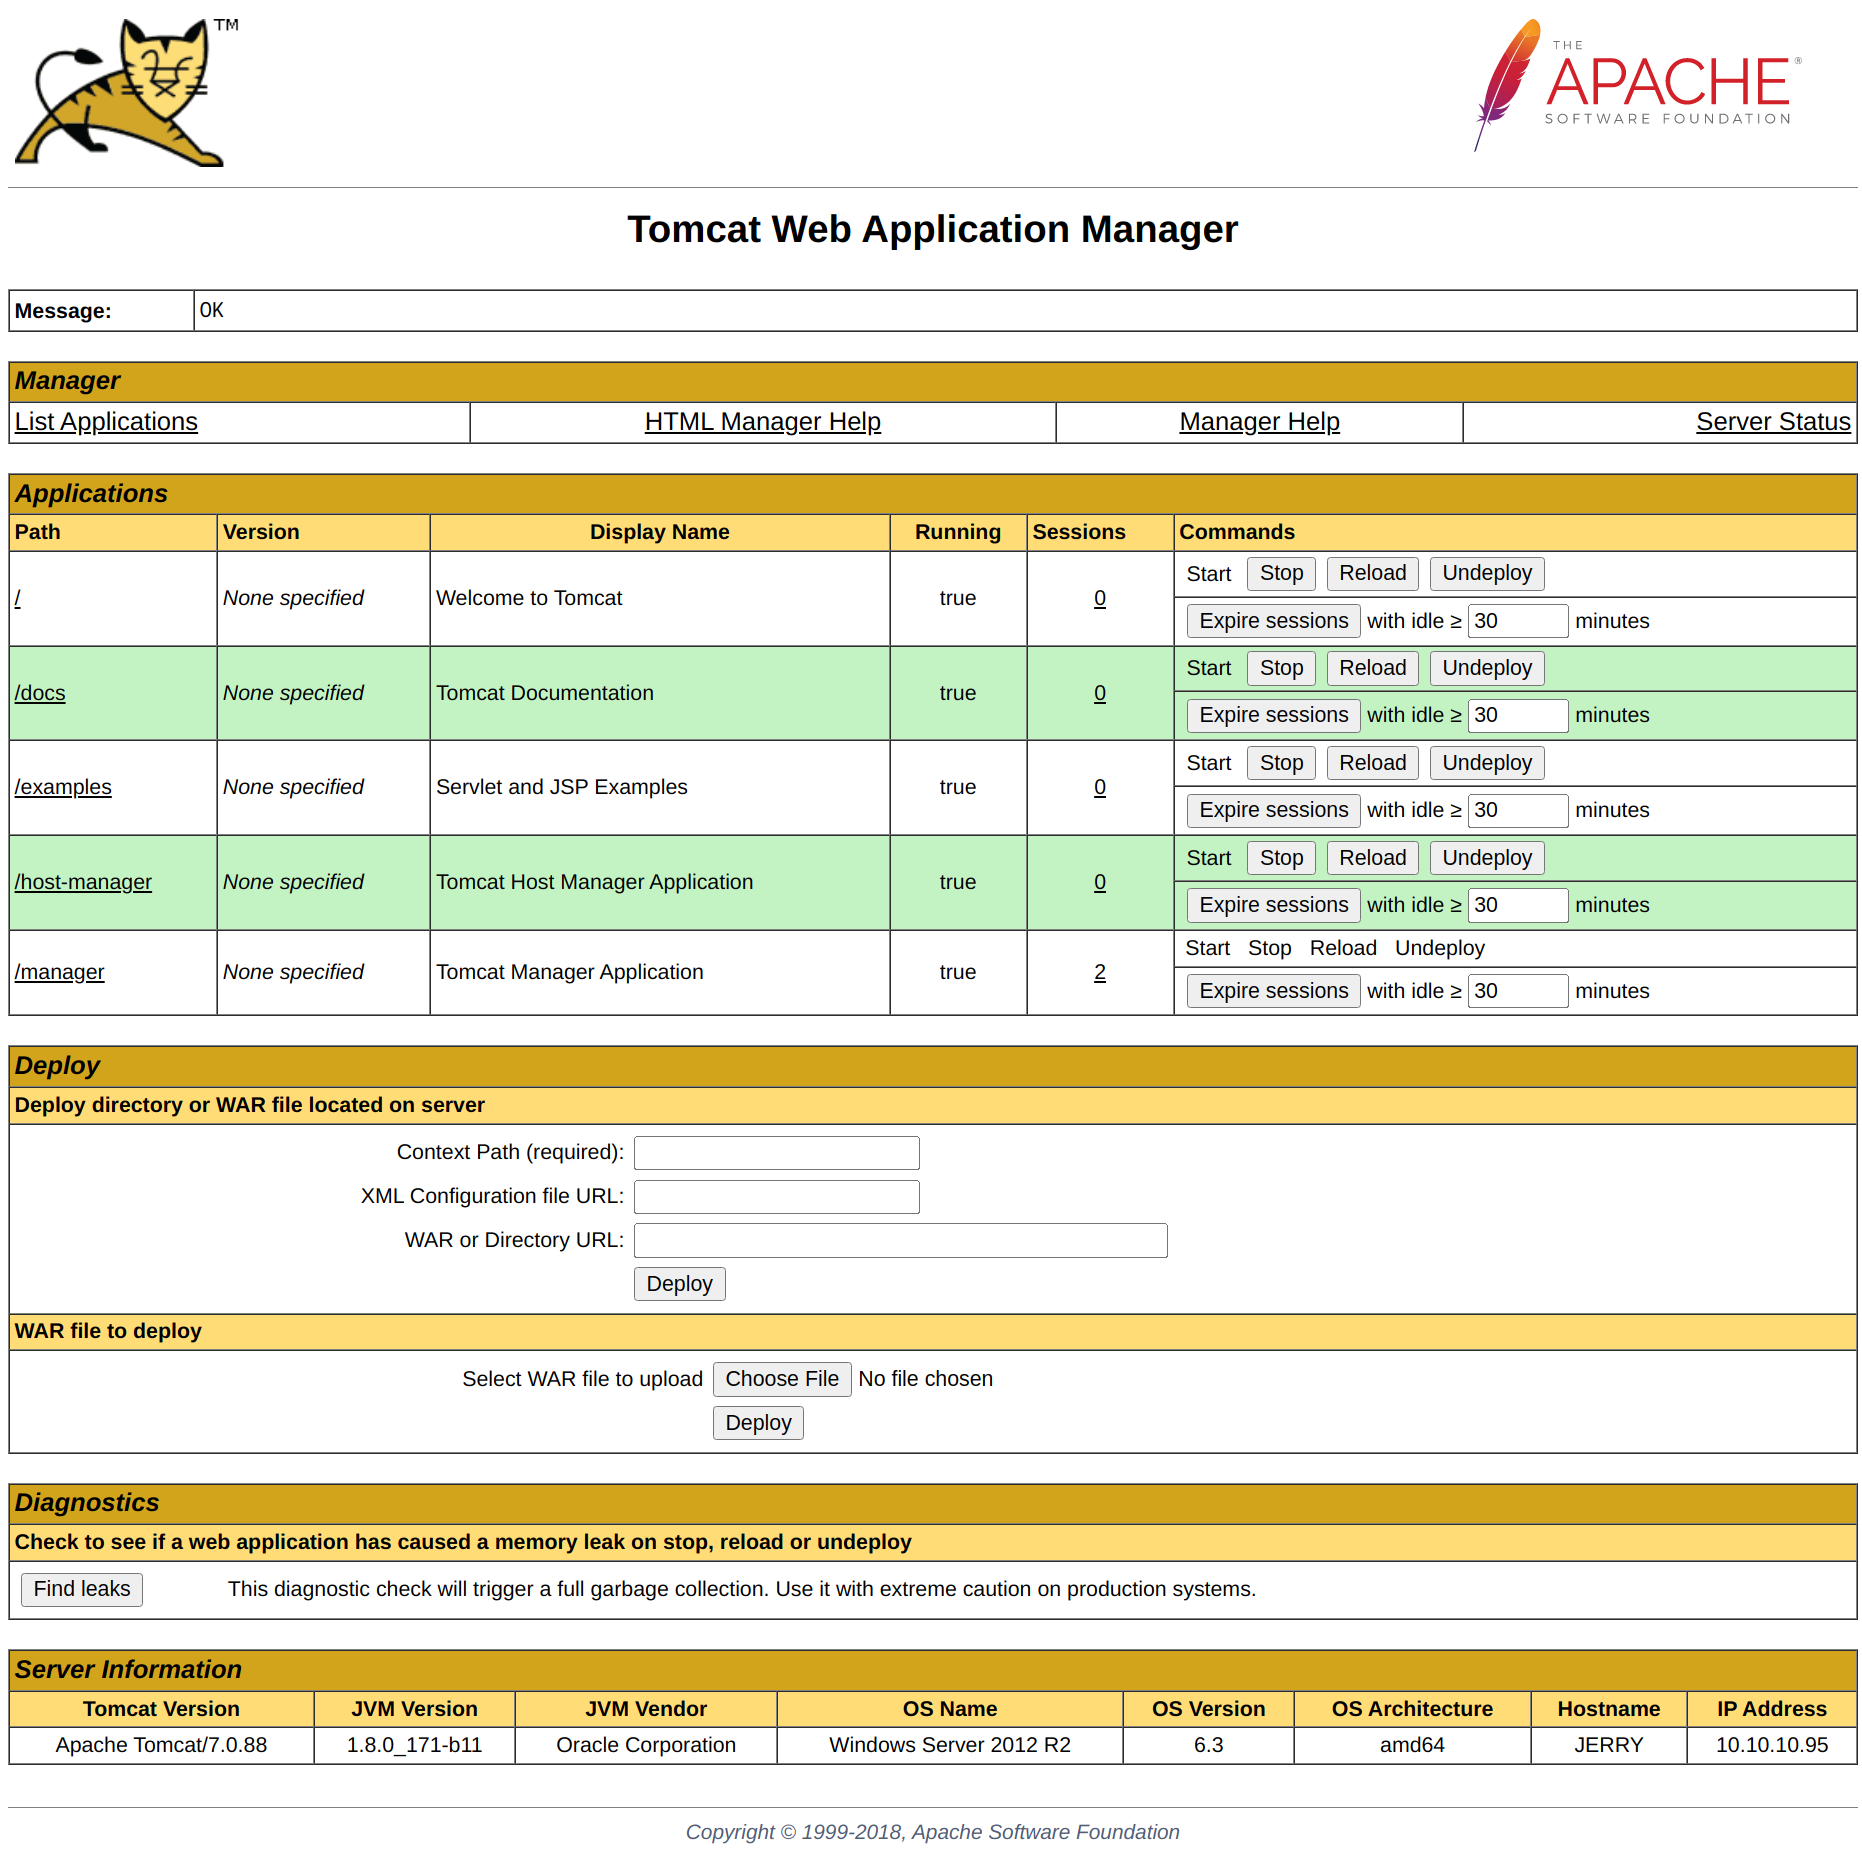 TM
THE
APACHE®
SOFTWARE FOUNDATION
Tomcat Web Application Manager
Message: OK
Manager
List Applications HTML Manager Help Manager Help Server Status
Applications
Path Version Display Name Running Sessions Commands
/ None specified Welcome to Tomcat true 0 Start Stop Reload Undeploy
Expire sessions with idle ≥ 30 minutes
/docs None specified Tomcat Documentation true 0 Start Stop Reload Undeploy
Expire sessions with idle ≥ 30 minutes
/examples None specified Servlet and JSP Examples true 0 Start Stop Reload Undeploy
Expire sessions with idle ≥ 30 minutes
/host-manager None specified Tomcat Host Manager Application true 0 Start Stop Reload Undeploy
Expire sessions with idle ≥ 30 minutes
/manager None specified Tomcat Manager Application true 2 Start Stop Reload Undeploy
Expire sessions with idle ≥ 30 minutes
Deploy
Deploy directory or WAR file located on server
Context Path (required):
XML Configuration file URL:
WAR or Directory URL:
Deploy
WAR file to deploy
Select WAR file to upload Choose File No file chosen
Deploy
Diagnostics
Check to see if a web application has caused a memory leak on stop, reload or undeploy
Find leaks This diagnostic check will trigger a full garbage collection. Use it with extreme caution on production systems.
Server Information
Tomcat Version JVM Version JVM Vendor OS Name OS Version OS Architecture Hostname IP Address
Apache Tomcat/7.0.88 1.8.0_171-b11 Oracle Corporation Windows Server 2012 R2 6.3 amd64 JERRY 10.10.10.95
Copyright © 1999-2018, Apache Software Foundation